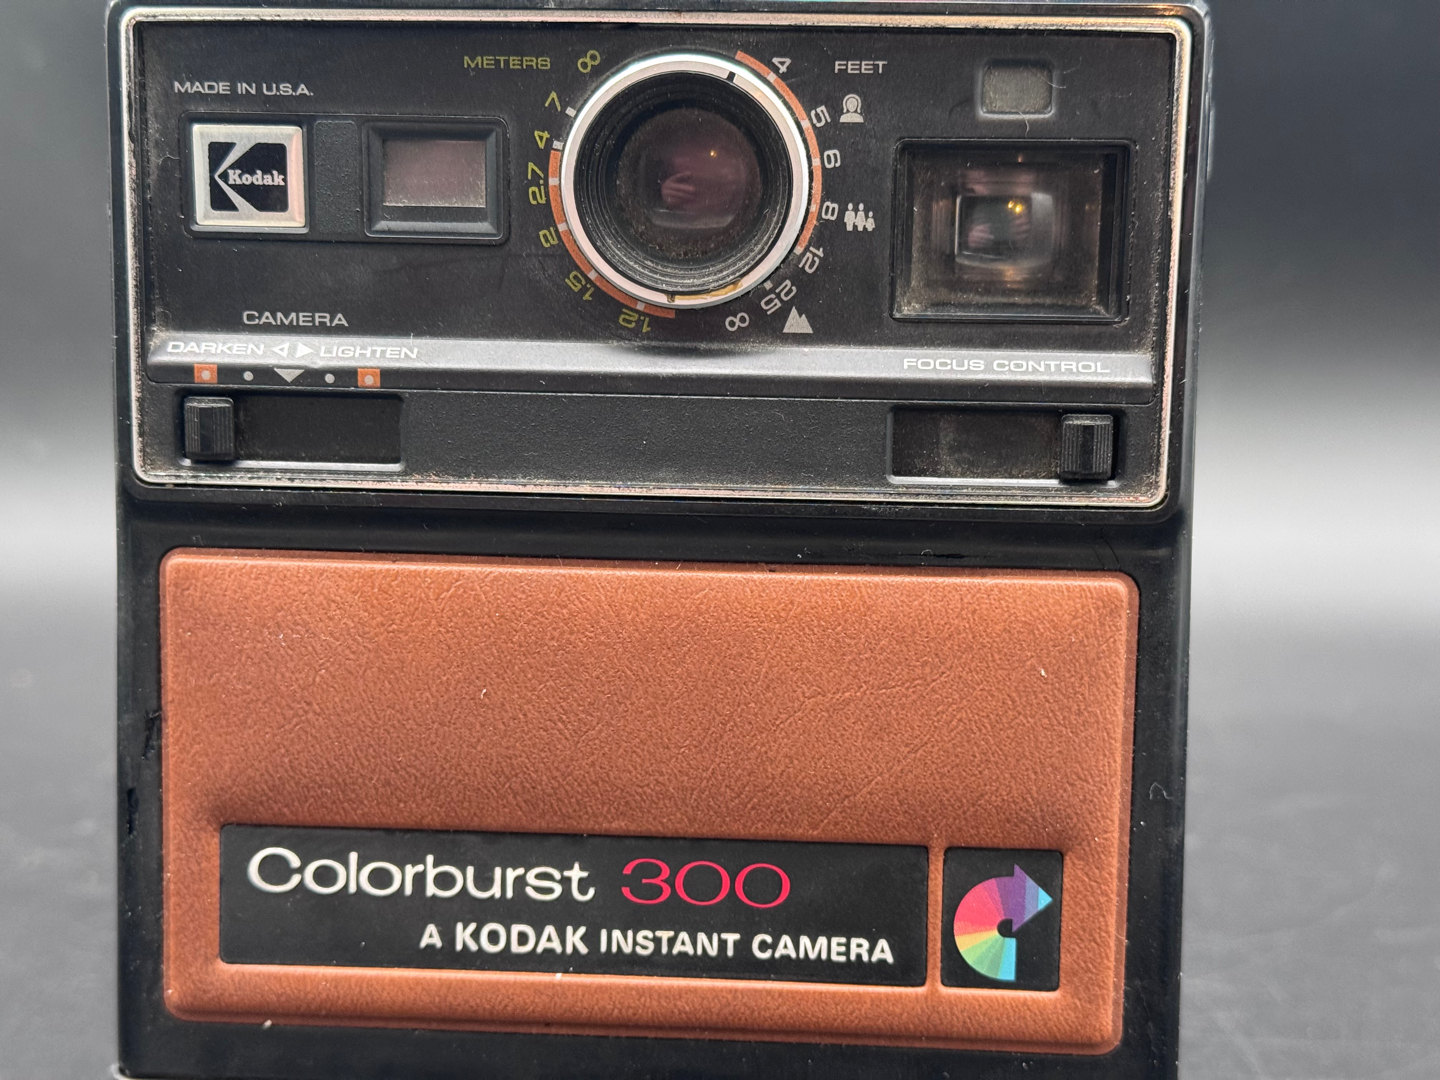 METERS
FEET
MADE IN U.S.A.
Kodak
∞
7
4
2.7
2
1.5
1.2
4
5
6
8
12
25
∞
CAMERA
DARKEN LIGHTEN
FOCUS CONTROL
Colorburst 300
A KODAK INSTANT CAMERA